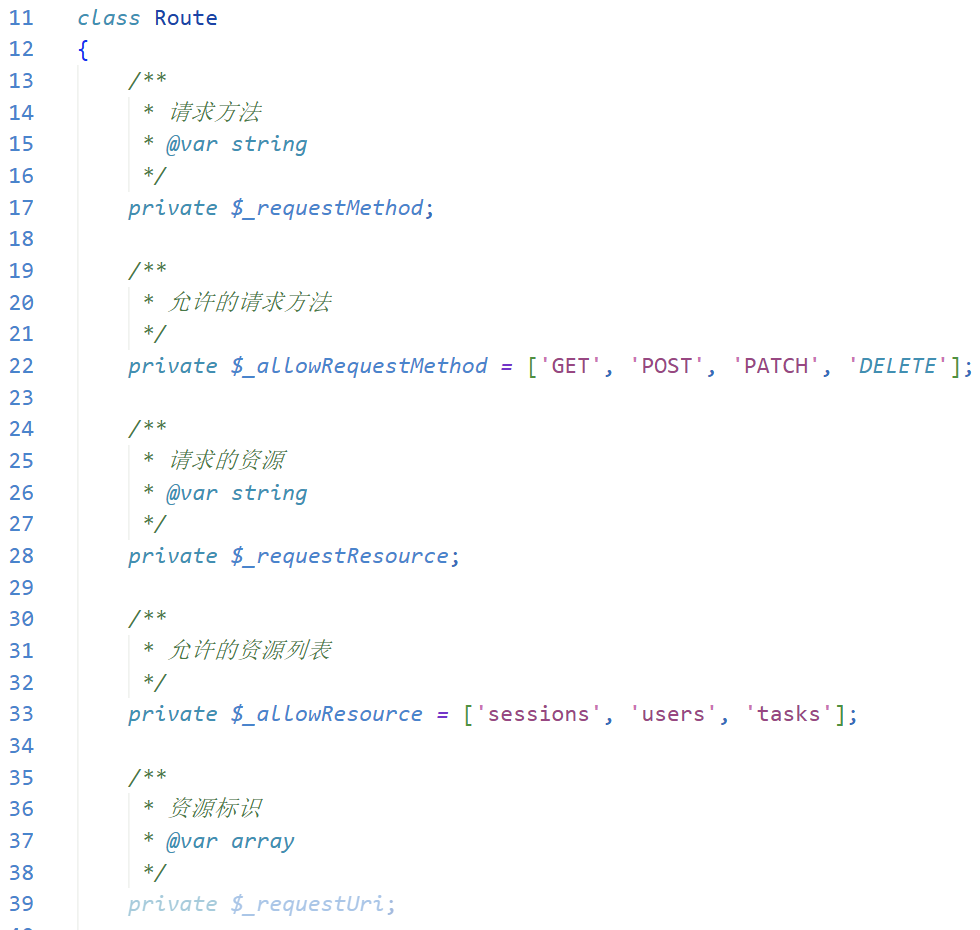 11 class Route
12 {
13     /**
14      * 请求方法
15      * @var string
16      */
17     private $_requestMethod;
18
19     /**
20      * 允许的请求方法
21      */
22     private $_allowRequestMethod = ['GET', 'POST', 'PATCH', 'DELETE'];
23
24     /**
25      * 请求的资源
26      * @var string
27      */
28     private $_requestResource;
29
30     /**
31      * 允许的资源列表
32      */
33     private $_allowResource = ['sessions', 'users', 'tasks'];
34
35     /**
36      * 资源标识
37      * @var array
38      */
39     private $_requestUri;